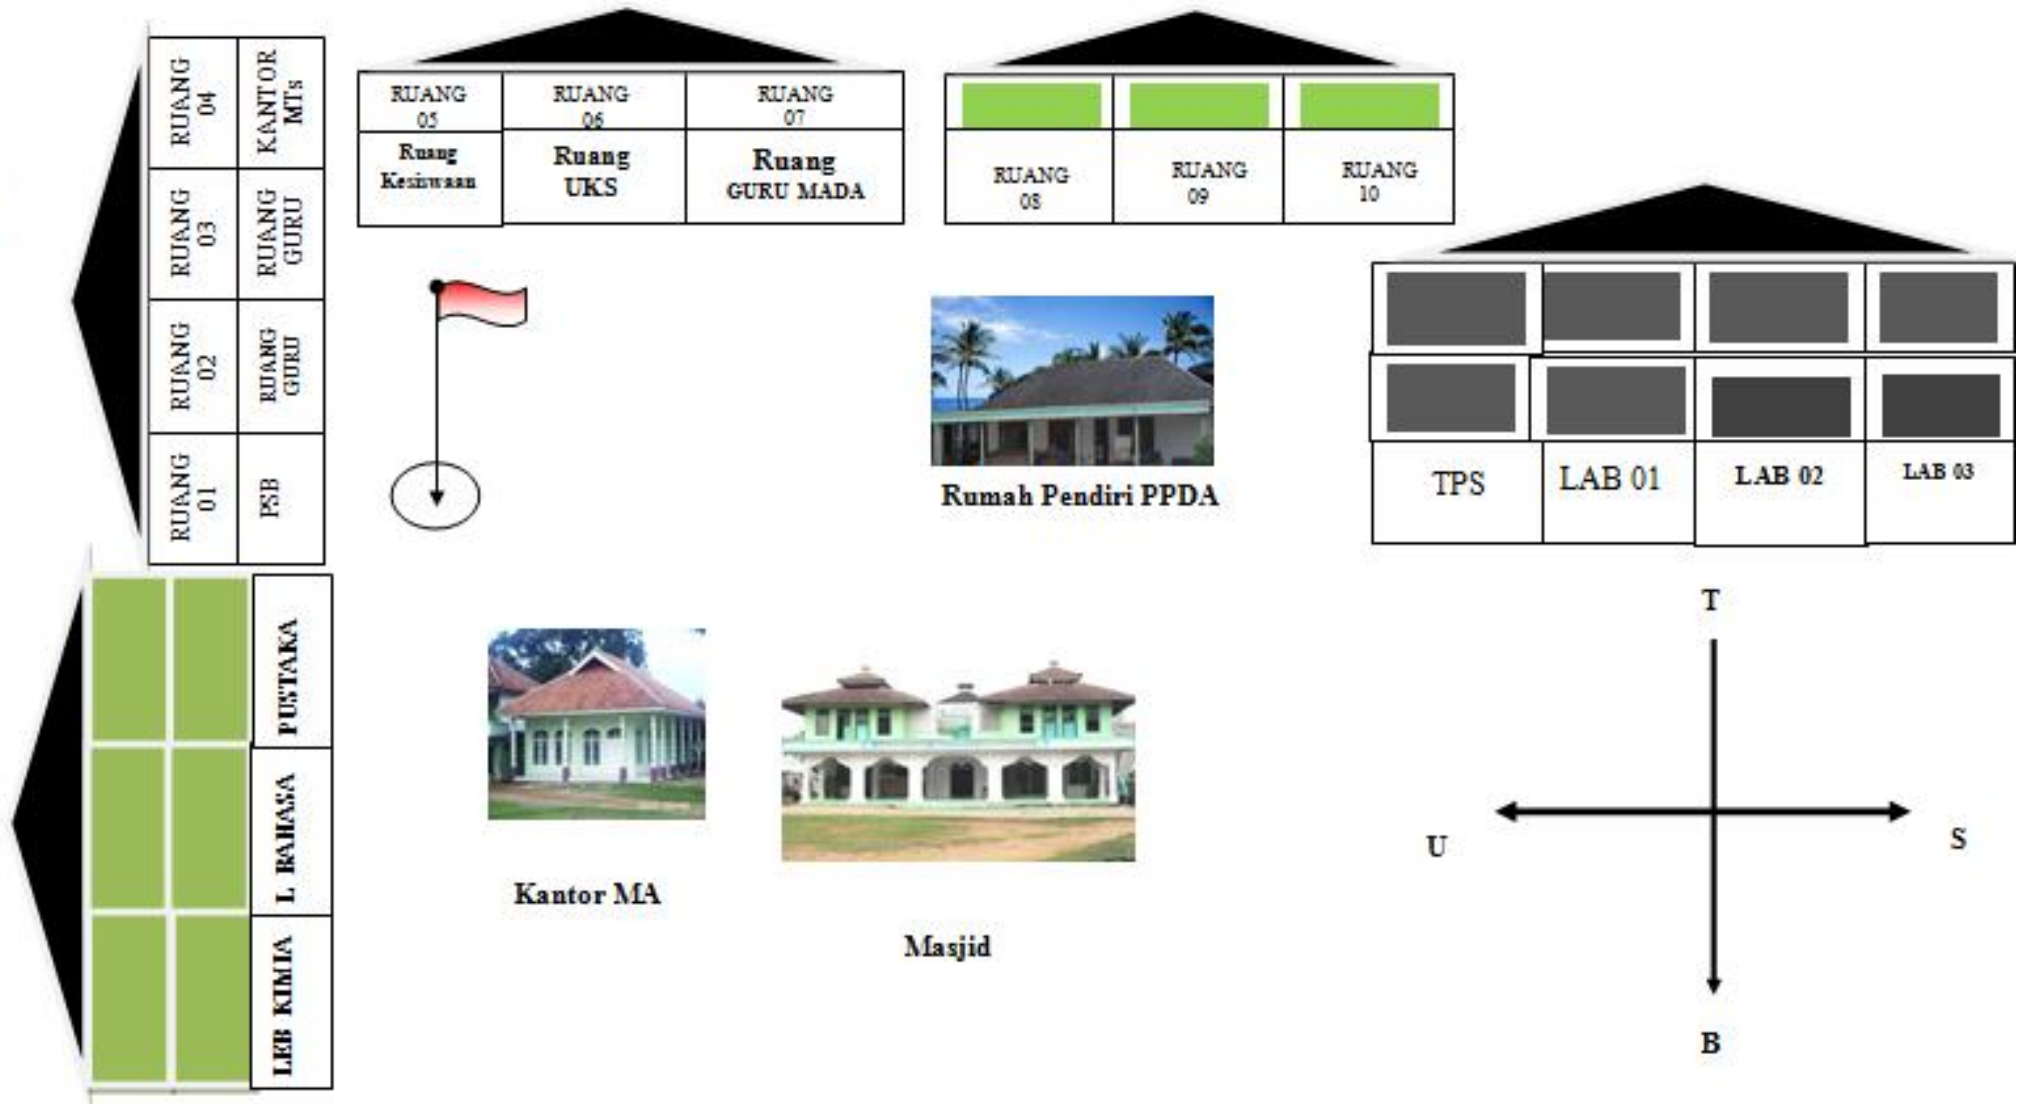 RUANG
04
KANTOR
MTs
RUANG
03
RUANG
GURU
RUANG
02
RUANG
GURU
RUANG
01
PSB
PUSTAKA
L BAHASA
LEB KIMIA
RUANG
05
RUANG
06
RUANG
07
Ruang
Kesiswaan
Ruang
UKS
Ruang
GURU MADA
RUANG
08
RUANG
09
RUANG
10
Rumah Pendiri PPDA
TPS
LAB 01
LAB 02
LAB 03
Kantor MA
Masjid
T
U
S
B